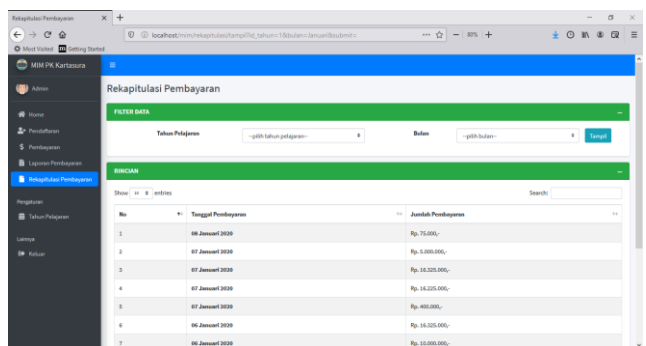 Rekapitulasi Pembayaran
localhost/mim/rekapitulasi/tampil?id_tahun=1&bulan=Januari&submit=
80%
Most Visited Getting Started
MIM PK Kartasura
Admin
Home
Pendaftaran
Pembayaran
Laporan Pembayaran
Rekapitulasi Pembayaran
Pengaturan
Tahun Pelajaran
Lainnya
Keluar
Rekapitulasi Pembayaran
FILTER DATA
Tahun Pelajaran --pilih tahun pelajaran-- Bulan --pilih bulan-- Tampil
RINCIAN
Show 10 entries Search:
No Tanggal Pembayaran Jumlah Pembayaran
1 08 Januari 2020 Rp. 75.000,-
2 07 Januari 2020 Rp. 5.000.000,-
3 07 Januari 2020 Rp. 16.325.000,-
4 07 Januari 2020 Rp. 16.225.000,-
5 07 Januari 2020 Rp. 400.000,-
6 06 Januari 2020 Rp. 16.325.000,-
7 06 Januari 2020 Rp. 10.000.000,-